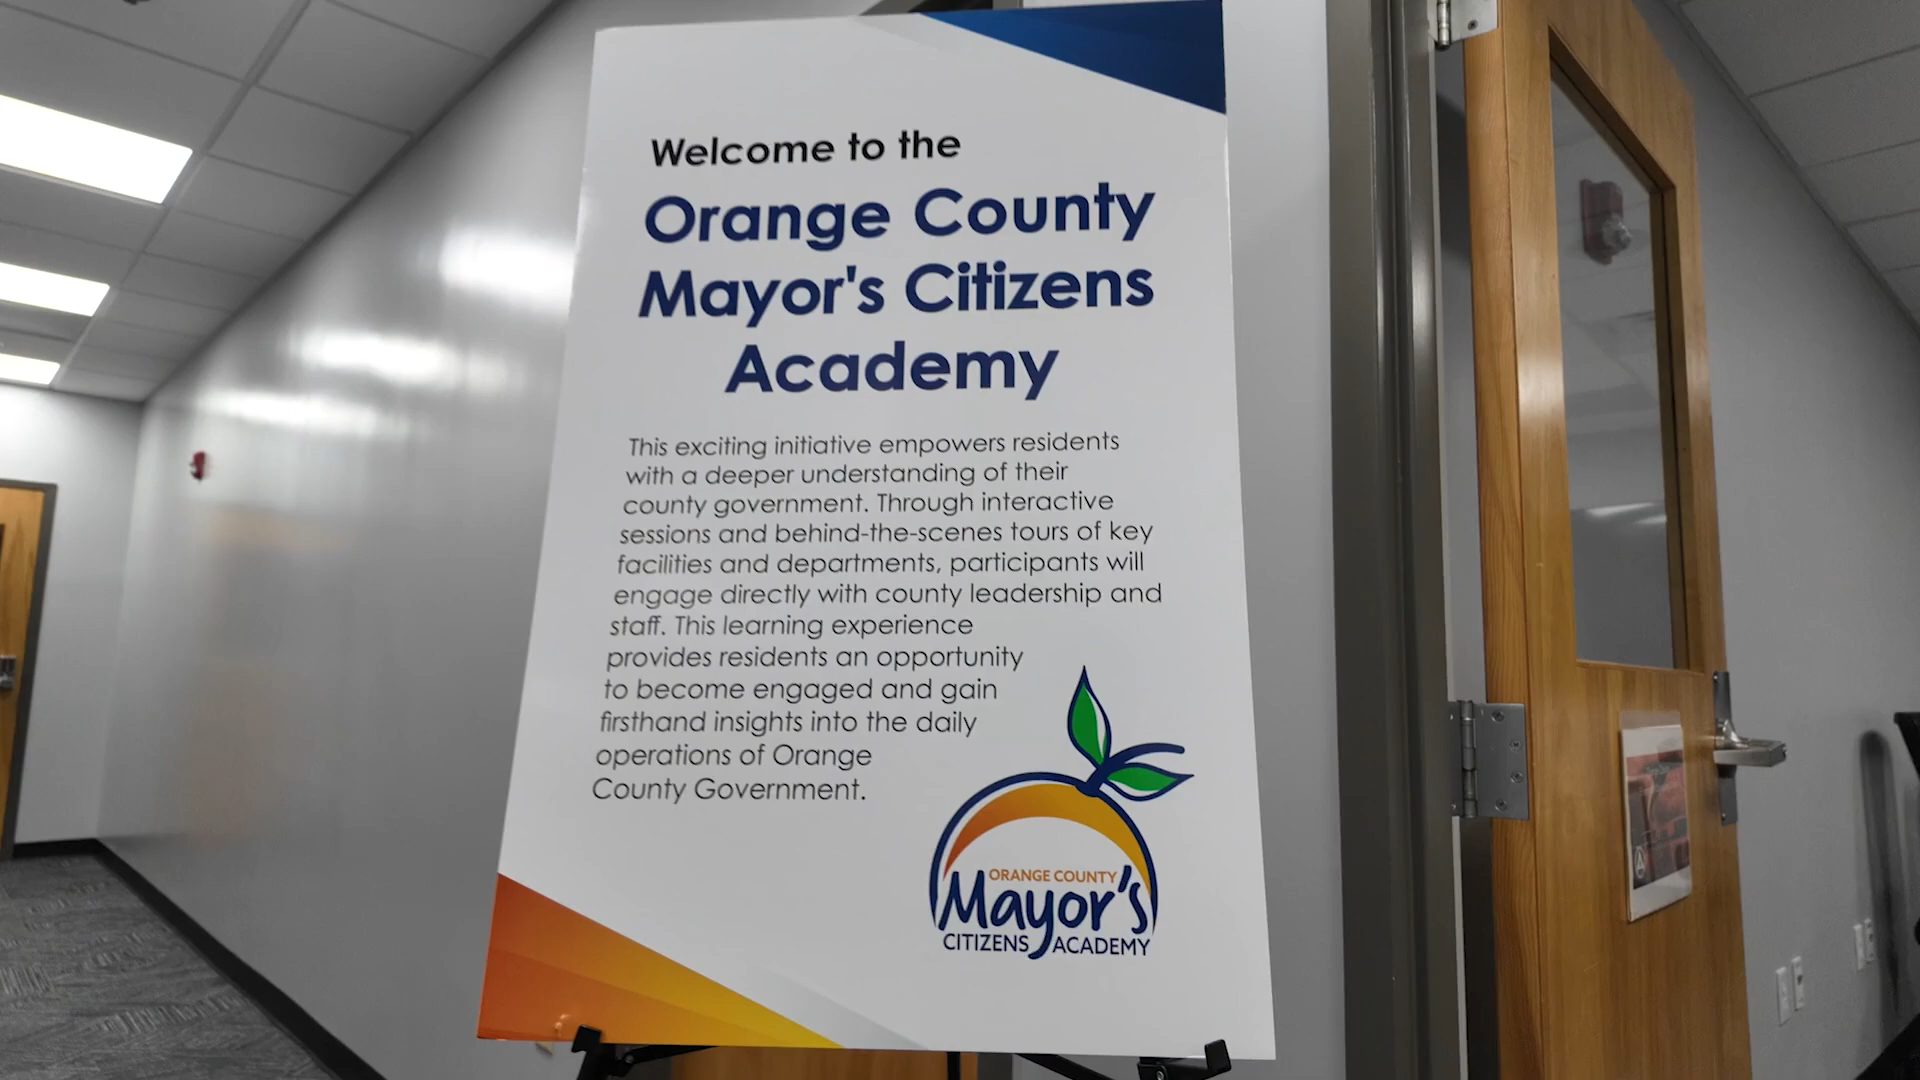 Welcome to the
Orange County
Mayor's Citizens
Academy
This exciting initiative empowers residents
with a deeper understanding of their
county government. Through interactive
sessions and behind-the-scenes tours of key
facilities and departments, participants will
engage directly with county leadership and
staff. This learning experience
provides residents an opportunity
to become engaged and gain
firsthand insights into the daily
operations of Orange
County Government.
ORANGE COUNTY
Mayor's
CITIZENS ACADEMY